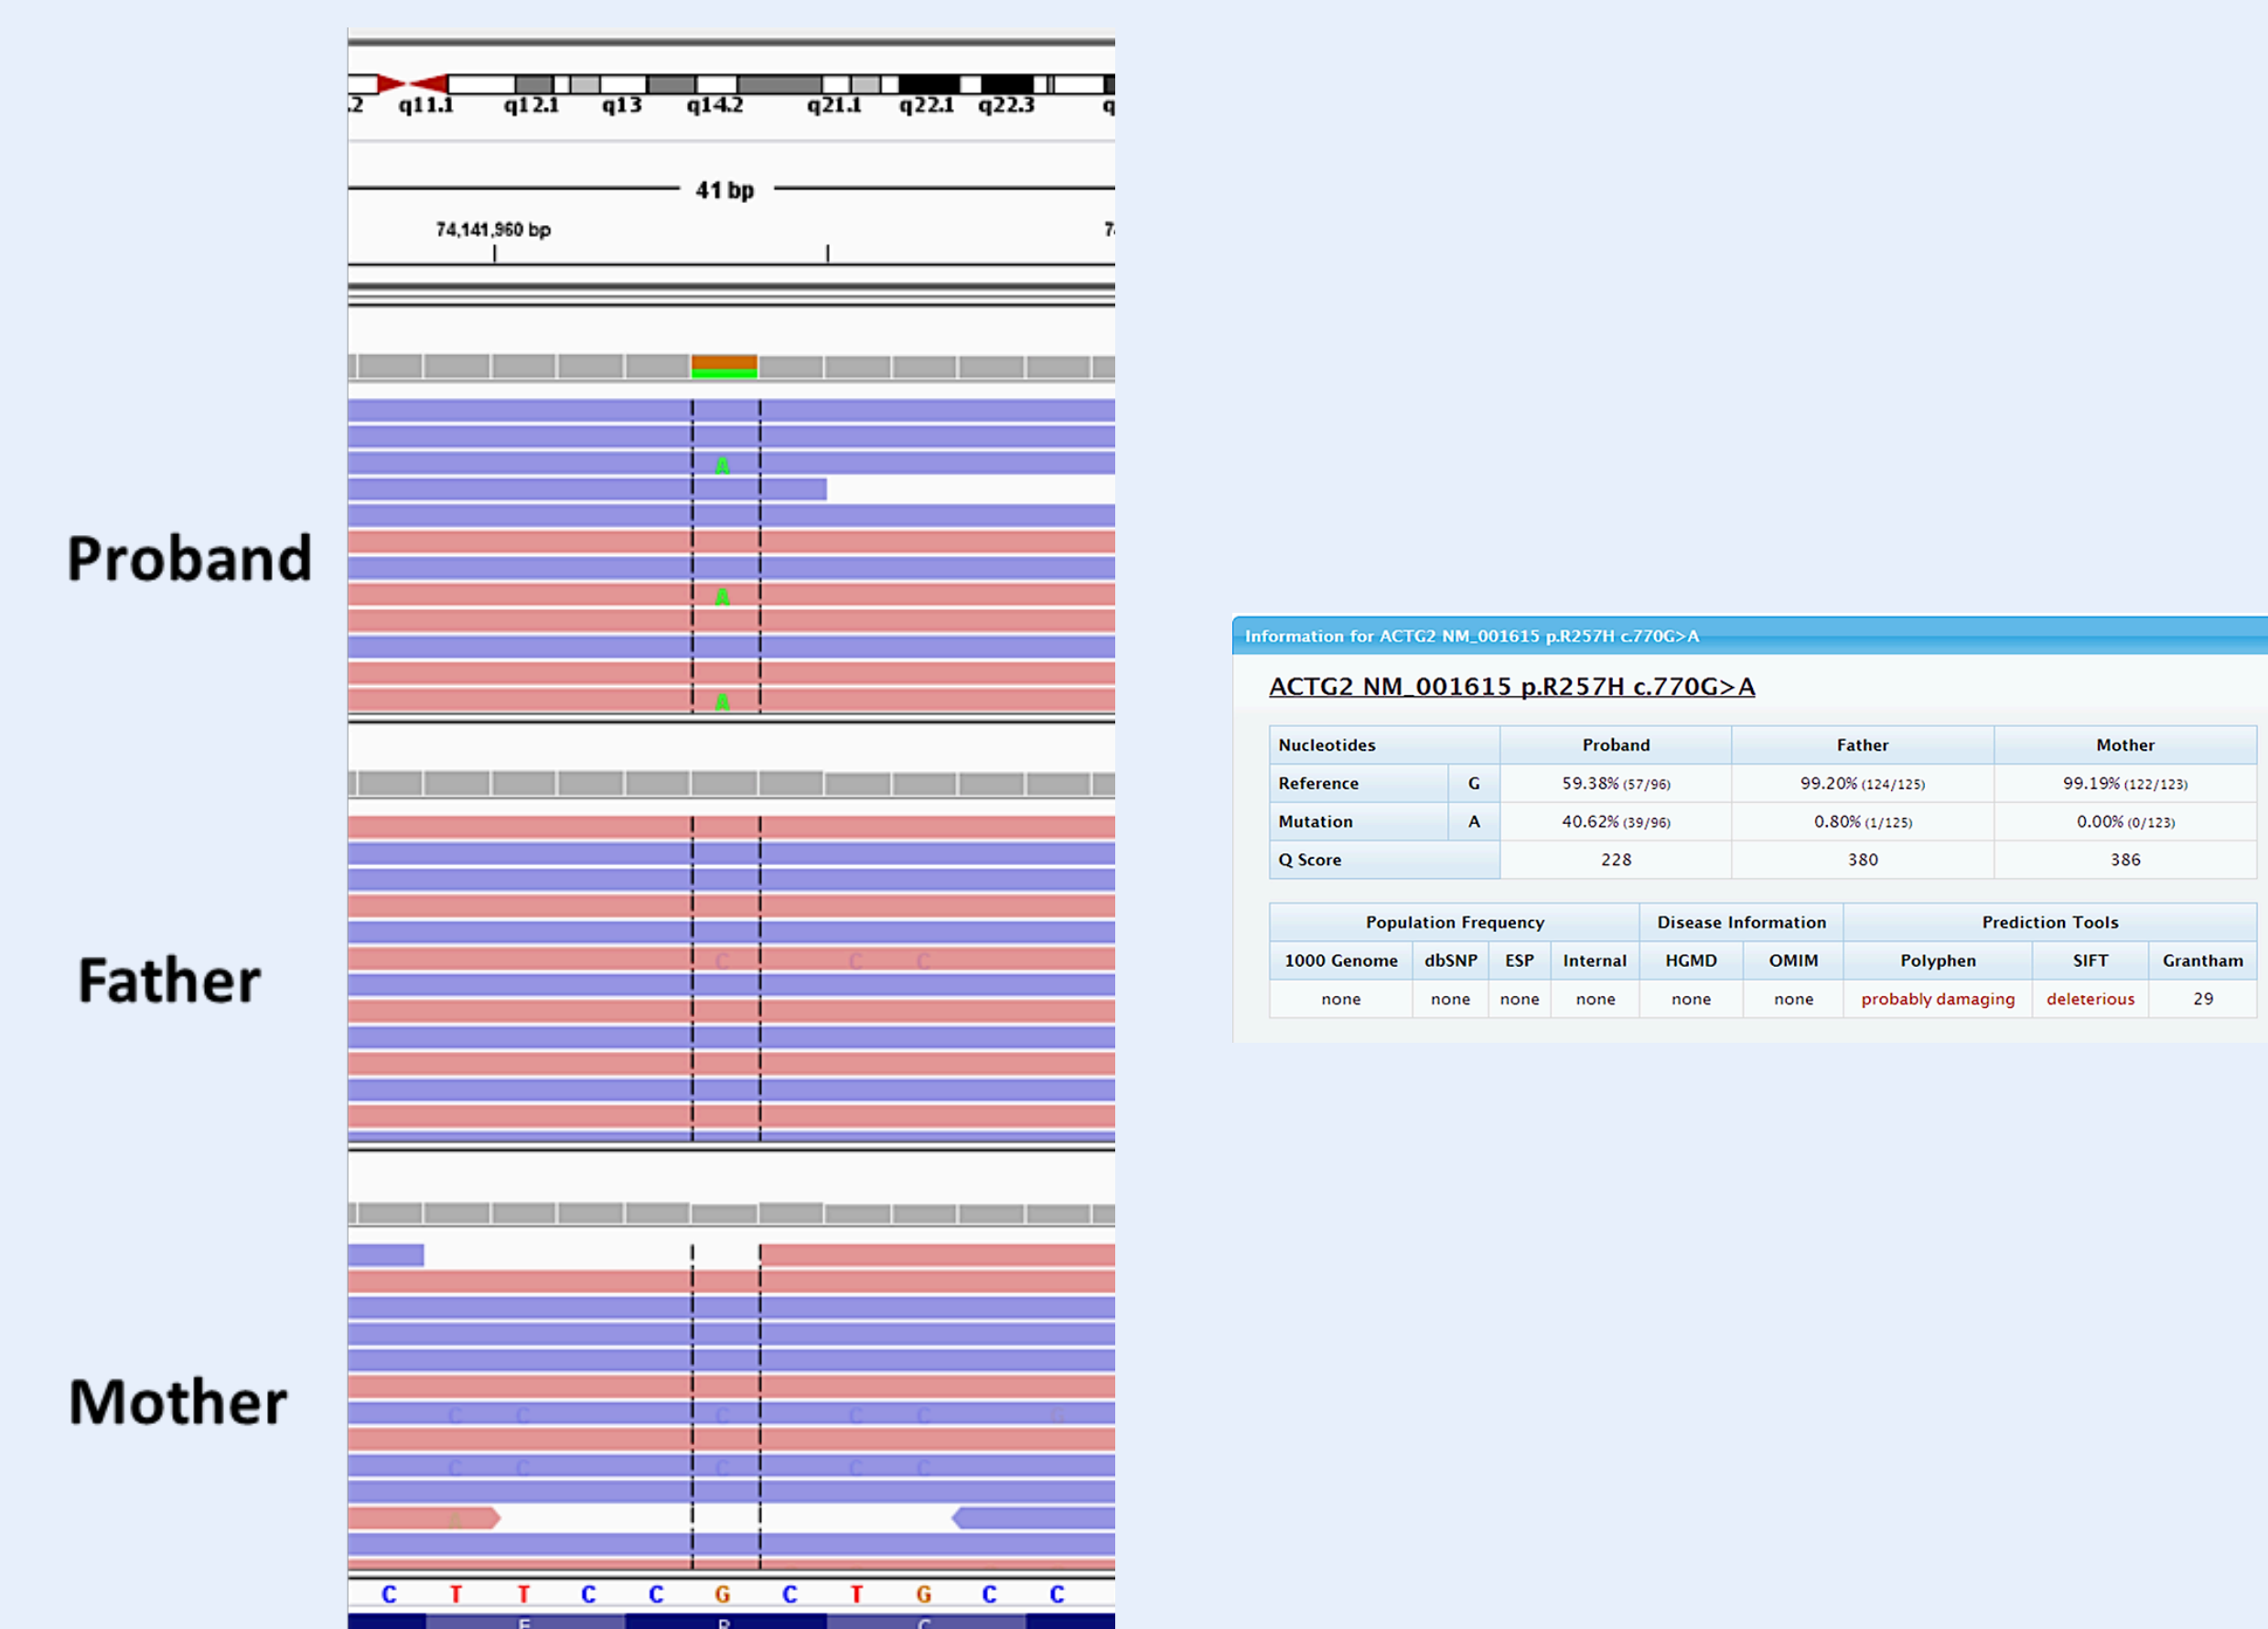 .2 q11.1 q12.1 q13 q14.2 q21.1 q22.1 q22.3 q
41 bp
74,141,960 bp
A
Proband
A
A
Father
C C C
Mother
C C C C C G
C C C C C
A
C T T C C G C T G C C
F R C
Information for ACTG2 NM_001615 p.R257H c.770G>A
ACTG2 NM_001615 p.R257H c.770G>A
Nucleotides Proband Father Mother
Reference G 59.38% (57/96) 99.20% (124/125) 99.19% (122/123)
Mutation A 40.62% (39/96) 0.80% (1/125) 0.00% (0/123)
Q Score 228 380 386
Population Frequency Disease Information Prediction Tools
1000 Genome dbSNP ESP Internal HGMD OMIM Polyphen SIFT Grantham
none none none none none none probably damaging deleterious 29